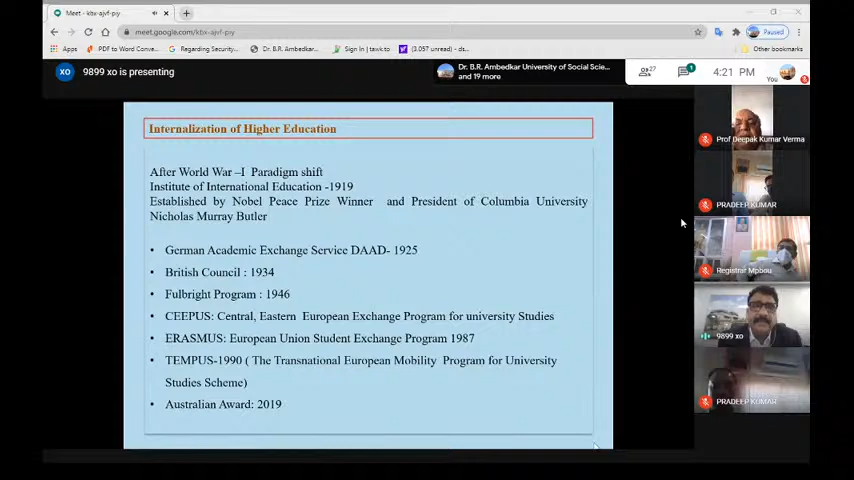 Meet - kbx-ajvf-piy
meet.google.com/kbx-ajvf-piy
Paused
Apps
PDF to Word Conve...
Regarding Security...
Dr. B.R. Ambedkar...
Sign In | tawk.to
(3,057 unread) - ds...
Other bookmarks
XO
9899 xo is presenting
Dr. B.R. Ambedkar University of Social Scie...
and 19 more
27
1
4:21 PM
You
Internalization of Higher Education
After World War –I Paradigm shift
Institute of International Education -1919
Established by Nobel Peace Prize Winner and President of Columbia University
Nicholas Murray Butler
• German Academic Exchange Service DAAD- 1925
• British Council : 1934
• Fulbright Program : 1946
• CEEPUS: Central, Eastern European Exchange Program for university Studies
• ERASMUS: European Union Student Exchange Program 1987
• TEMPUS-1990 ( The Transnational European Mobility Program for University
Studies Scheme)
• Australian Award: 2019
Prof Deepak Kumar Verma
PRADEEP KUMAR
Registrar Mpbou
9899 xo
PRADEEP KUMAR